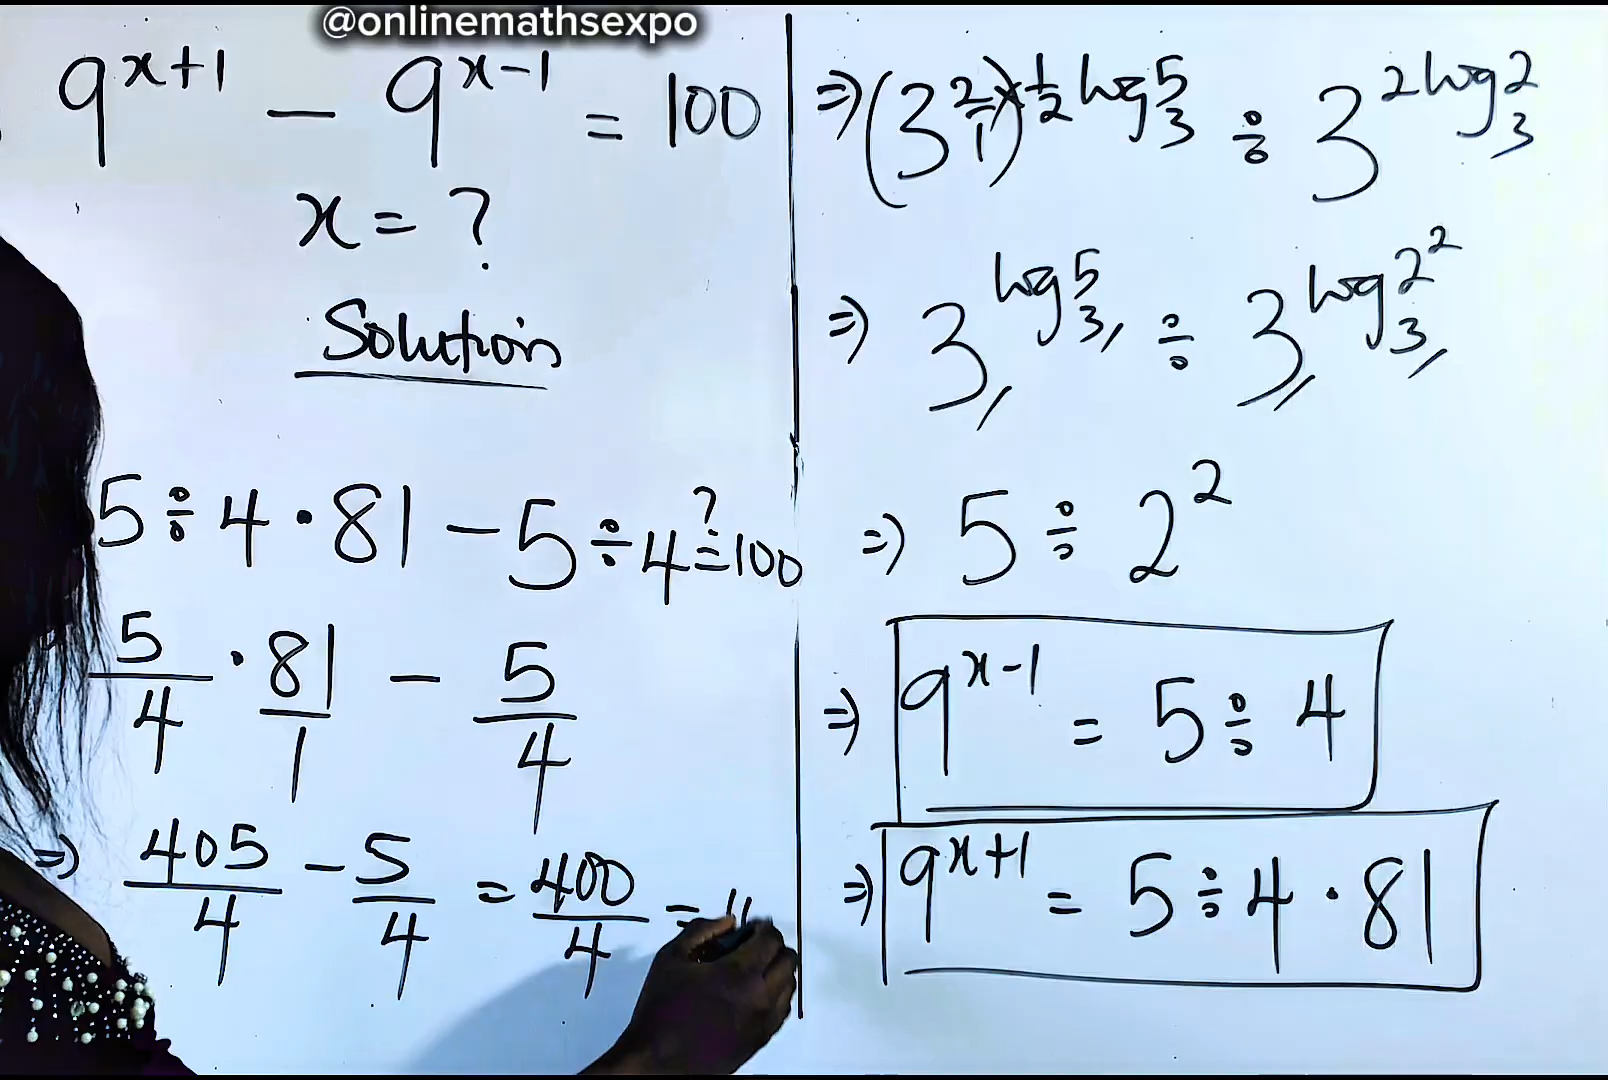 @onlinemathsexpo
9^(x+1) − 9^(x−1) = 100
x = ?
Solution
5 ÷ 4 · 81 − 5 ÷ 4 ≟ 100
5/4 · 81/1 − 5/4
⇒ 405/4 − 5/4 = 400/4 =
⇒ (3^(2/1))^(x 1/2 log₃5) ÷ 3^(2log₃2)
⇒ 3^(log₃5) ÷ 3^(log₃2²)
⇒ 5 ÷ 2²
⇒ 9^(x−1) = 5 ÷ 4
⇒ 9^(x+1) = 5 ÷ 4 · 81